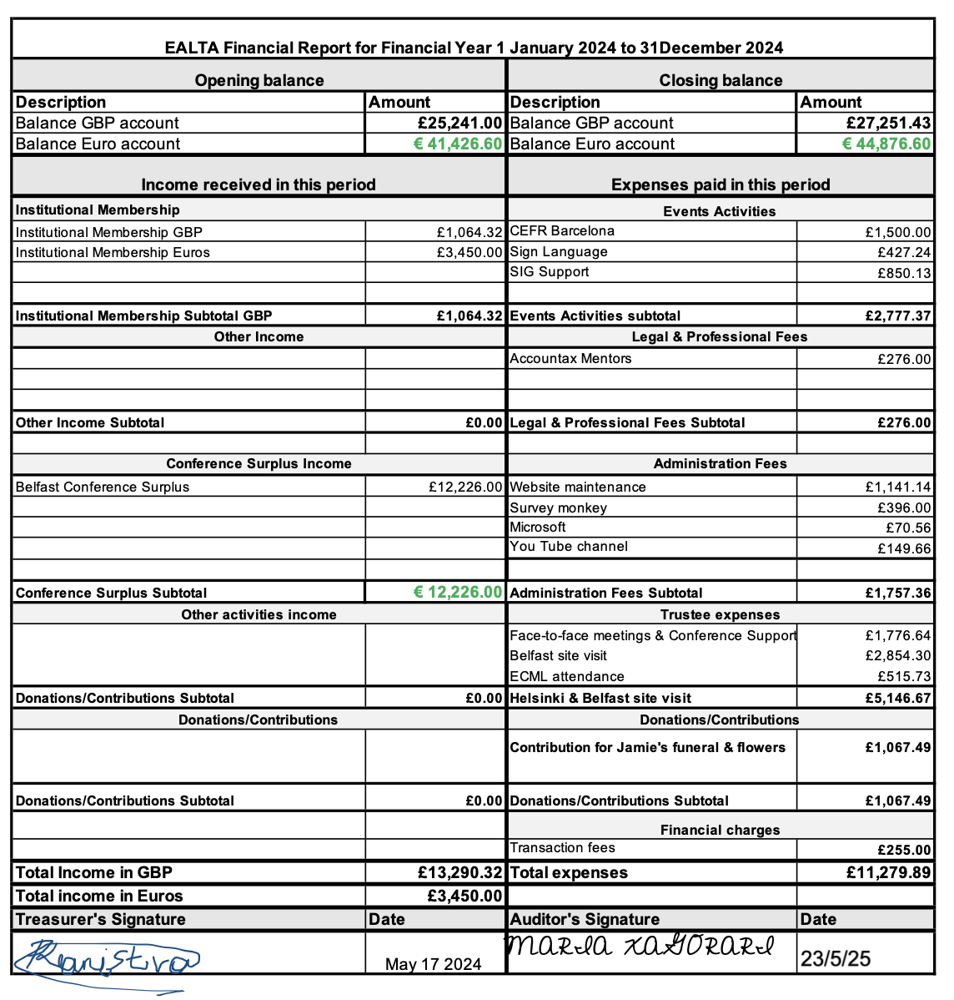 EALTA Financial Report for Financial Year 1 January 2024 to 31December 2024
Opening balance Closing balance
Description Amount Description Amount
Balance GBP account £25,241.00 Balance GBP account £27,251.43
Balance Euro account € 41,426.60 Balance Euro account € 44,876.60
Income received in this period Expenses paid in this period
Institutional Membership Events Activities
Institutional Membership GBP £1,064.32 CEFR Barcelona £1,500.00
Institutional Membership Euros £3,450.00 Sign Language £427.24
SIG Support £850.13
Institutional Membership Subtotal GBP £1,064.32 Events Activities subtotal £2,777.37
Other Income Legal & Professional Fees
Accountax Mentors £276.00
Other Income Subtotal £0.00 Legal & Professional Fees Subtotal £276.00
Conference Surplus Income Administration Fees
Belfast Conference Surplus £12,226.00 Website maintenance £1,141.14
Survey monkey £396.00
Microsoft £70.56
You Tube channel £149.66
Conference Surplus Subtotal € 12,226.00 Administration Fees Subtotal £1,757.36
Other activities income Trustee expenses
Face-to-face meetings & Conference Support £1,776.64
Belfast site visit £2,854.30
ECML attendance £515.73
Donations/Contributions Subtotal £0.00 Helsinki & Belfast site visit £5,146.67
Donations/Contributions Donations/Contributions
Contribution for Jamie's funeral & flowers £1,067.49
Donations/Contributions Subtotal £0.00 Donations/Contributions Subtotal £1,067.49
Financial charges
Transaction fees £255.00
Total Income in GBP £13,290.32 Total expenses £11,279.89
Total income in Euros £3,450.00
Treasurer's Signature Date Auditor's Signature Date
May 17 2024 MARIA XAGORARI 23/5/25